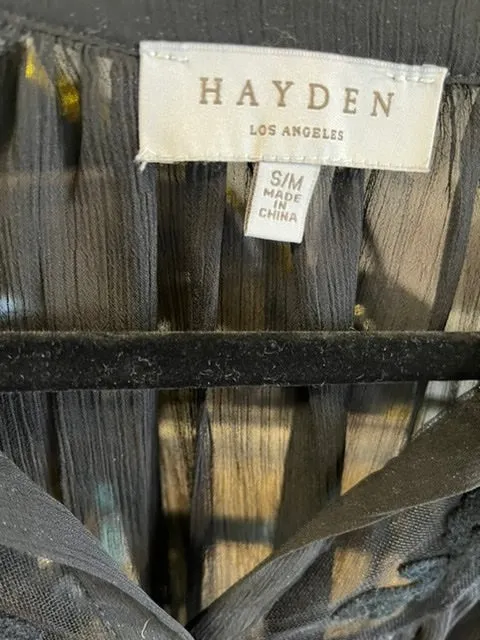 HAYDEN
LOS ANGELES
S/M
MADE
IN
CHINA